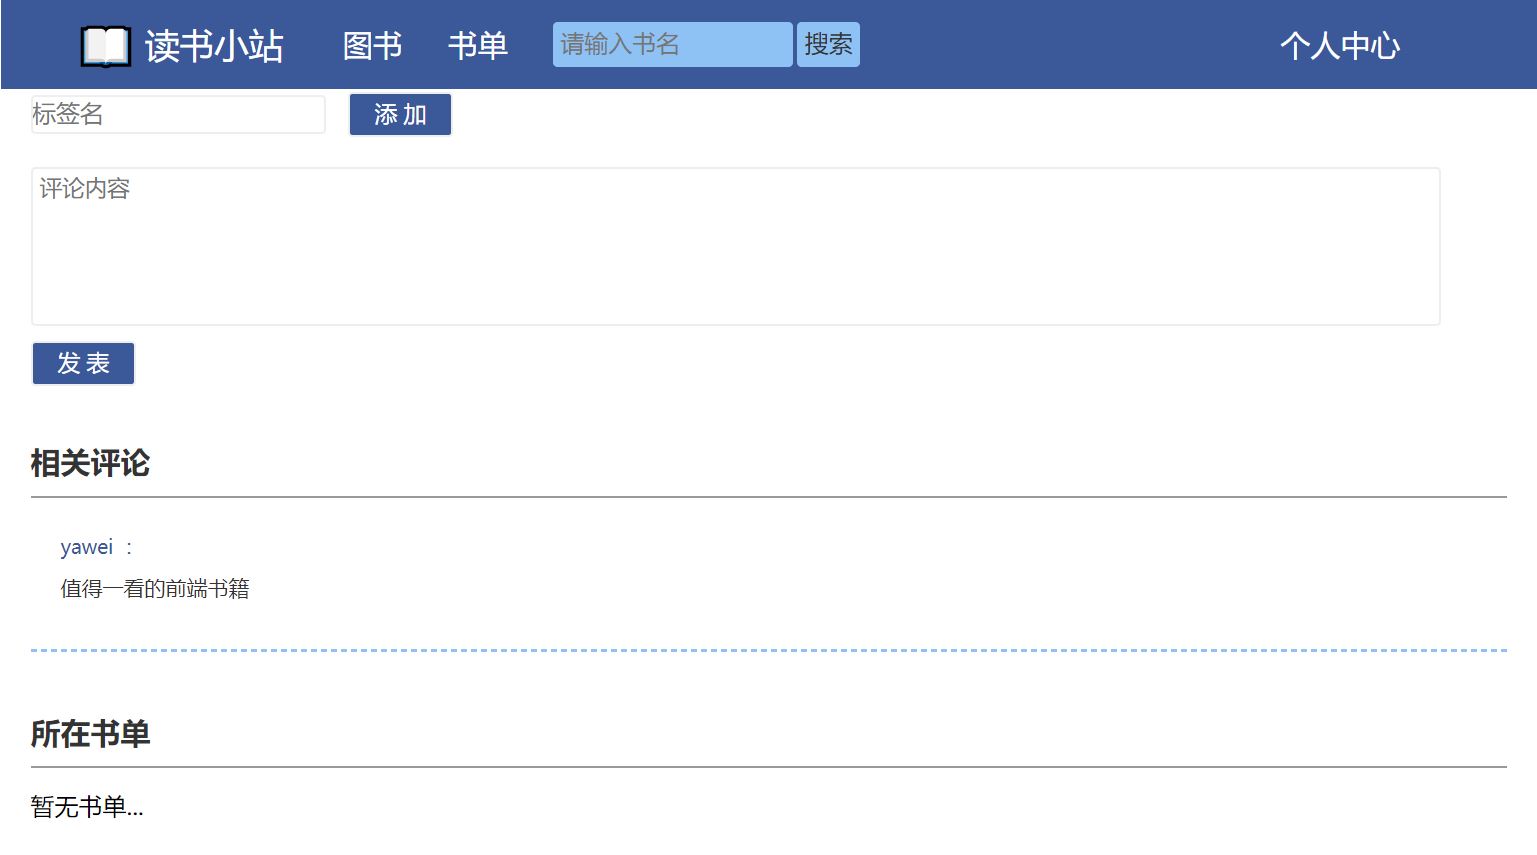 读书小站 图书 书单 请输入书名 搜索 个人中心
标签名 添加
评论内容
发表
相关评论
yawei ：
值得一看的前端书籍
所在书单
暂无书单...